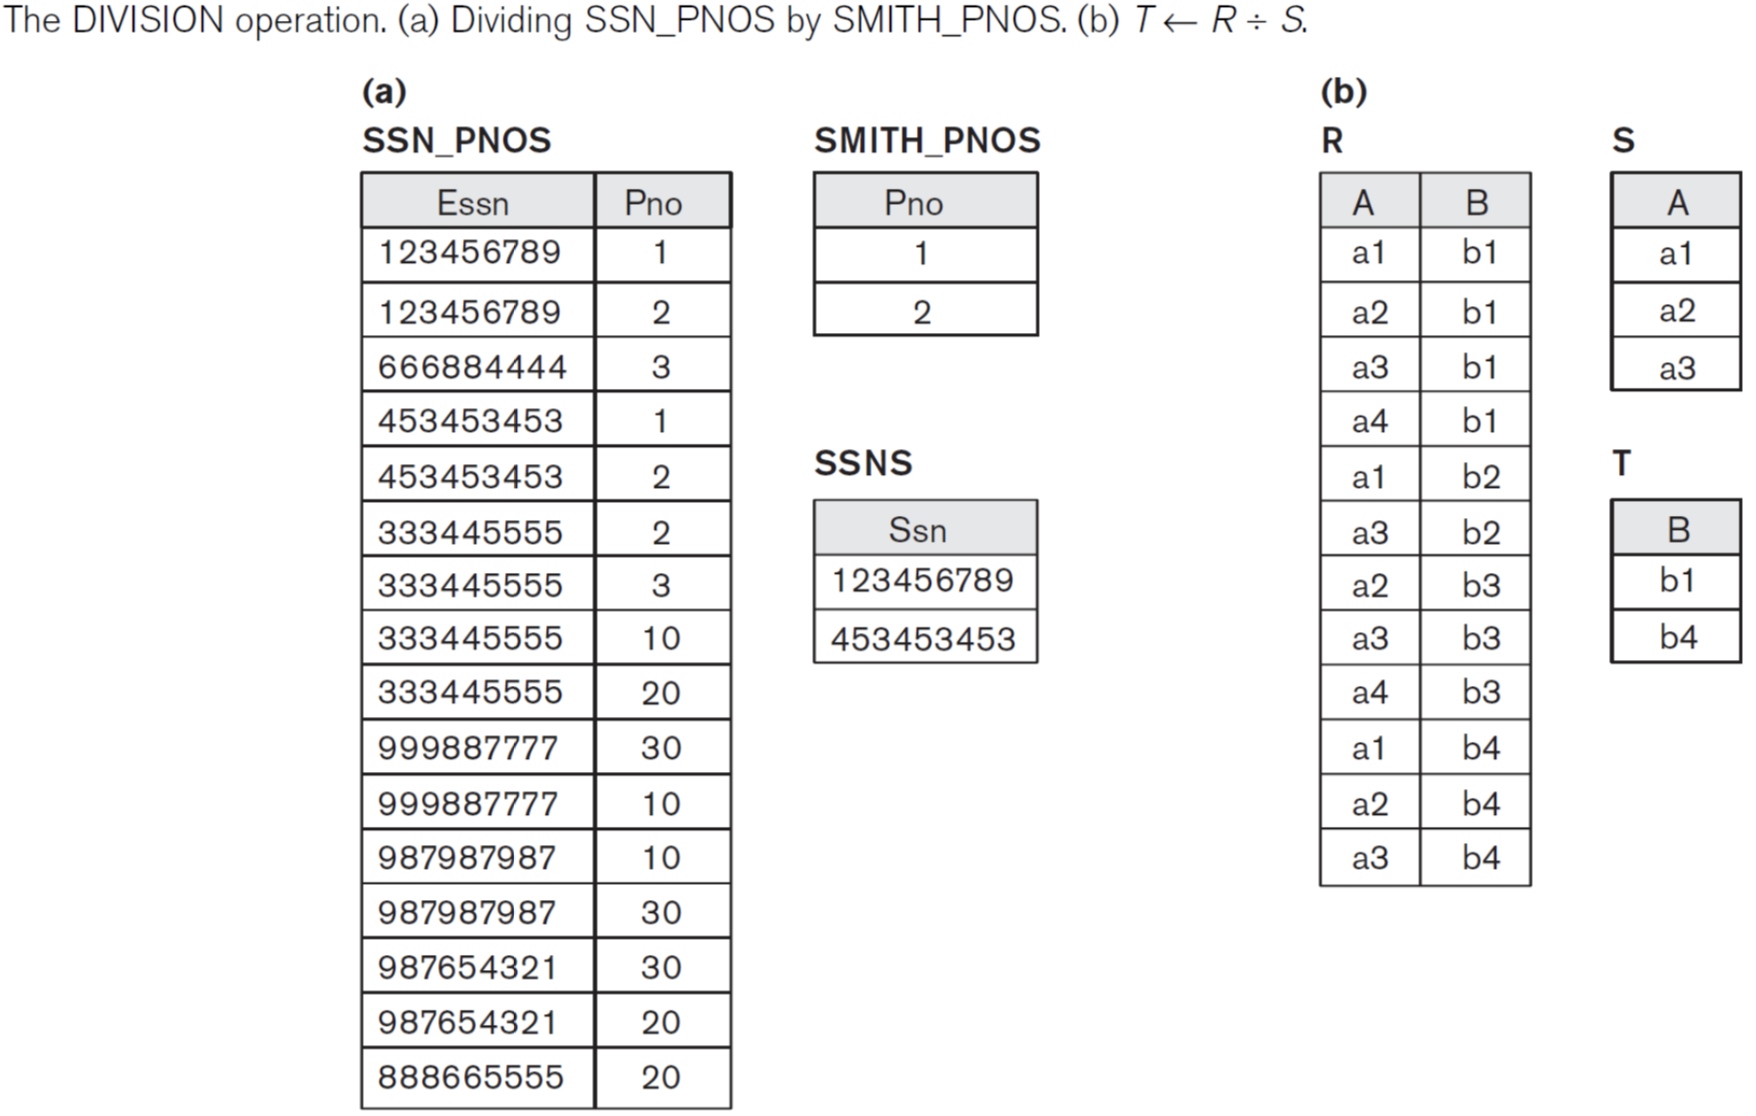 The DIVISION operation. (a) Dividing SSN_PNOS by SMITH_PNOS. (b) T ← R ÷ S.
(a)
SSN_PNOS
Essn Pno
123456789 1
123456789 2
666884444 3
453453453 1
453453453 2
333445555 2
333445555 3
333445555 10
333445555 20
999887777 30
999887777 10
987987987 10
987987987 30
987654321 30
987654321 20
888665555 20
SMITH_PNOS
Pno
1
2
SSNS
Ssn
123456789
453453453
(b)
R
A B
a1 b1
a2 b1
a3 b1
a4 b1
a1 b2
a3 b2
a2 b3
a3 b3
a4 b3
a1 b4
a2 b4
a3 b4
S
A
a1
a2
a3
T
B
b1
b4